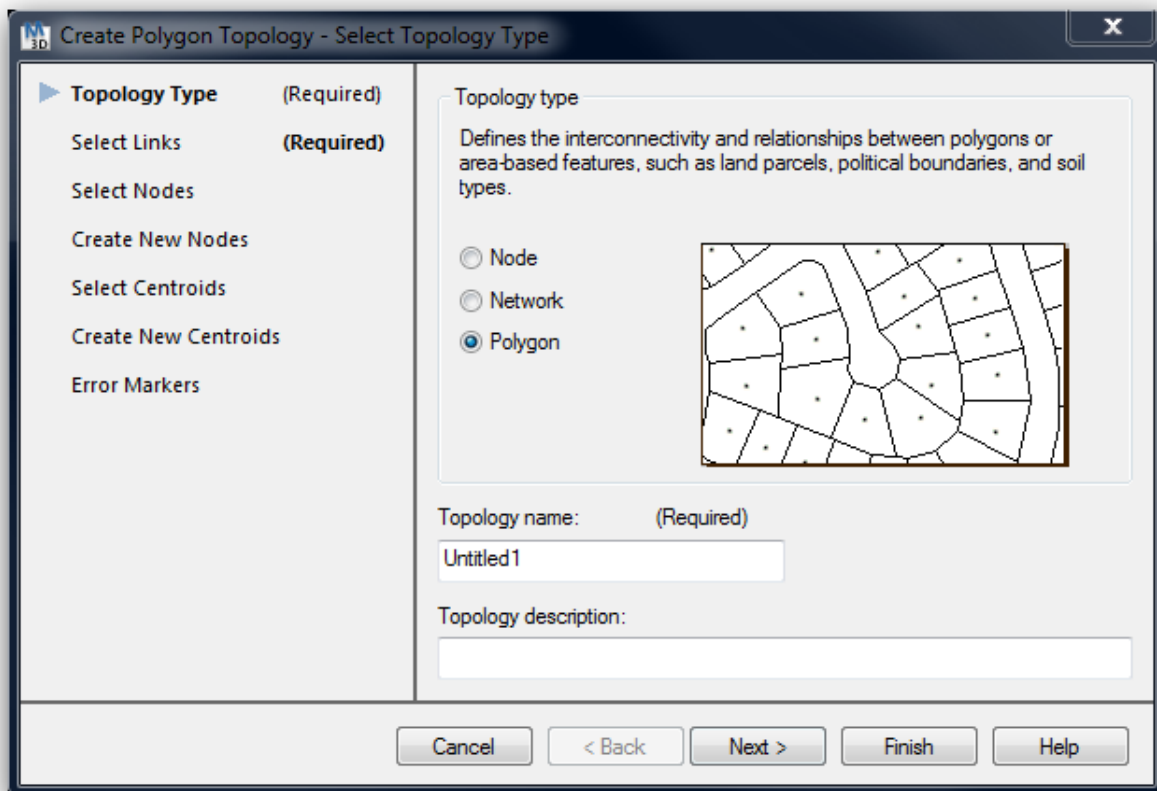 M 3D Create Polygon Topology - Select Topology Type X
Topology Type (Required)
Select Links (Required)
Select Nodes
Create New Nodes
Select Centroids
Create New Centroids
Error Markers
Topology type
Defines the interconnectivity and relationships between polygons or
area-based features, such as land parcels, political boundaries, and soil
types.
Node
Network
Polygon
Topology name: (Required)
Untitled1
Topology description:
Cancel < Back Next > Finish Help